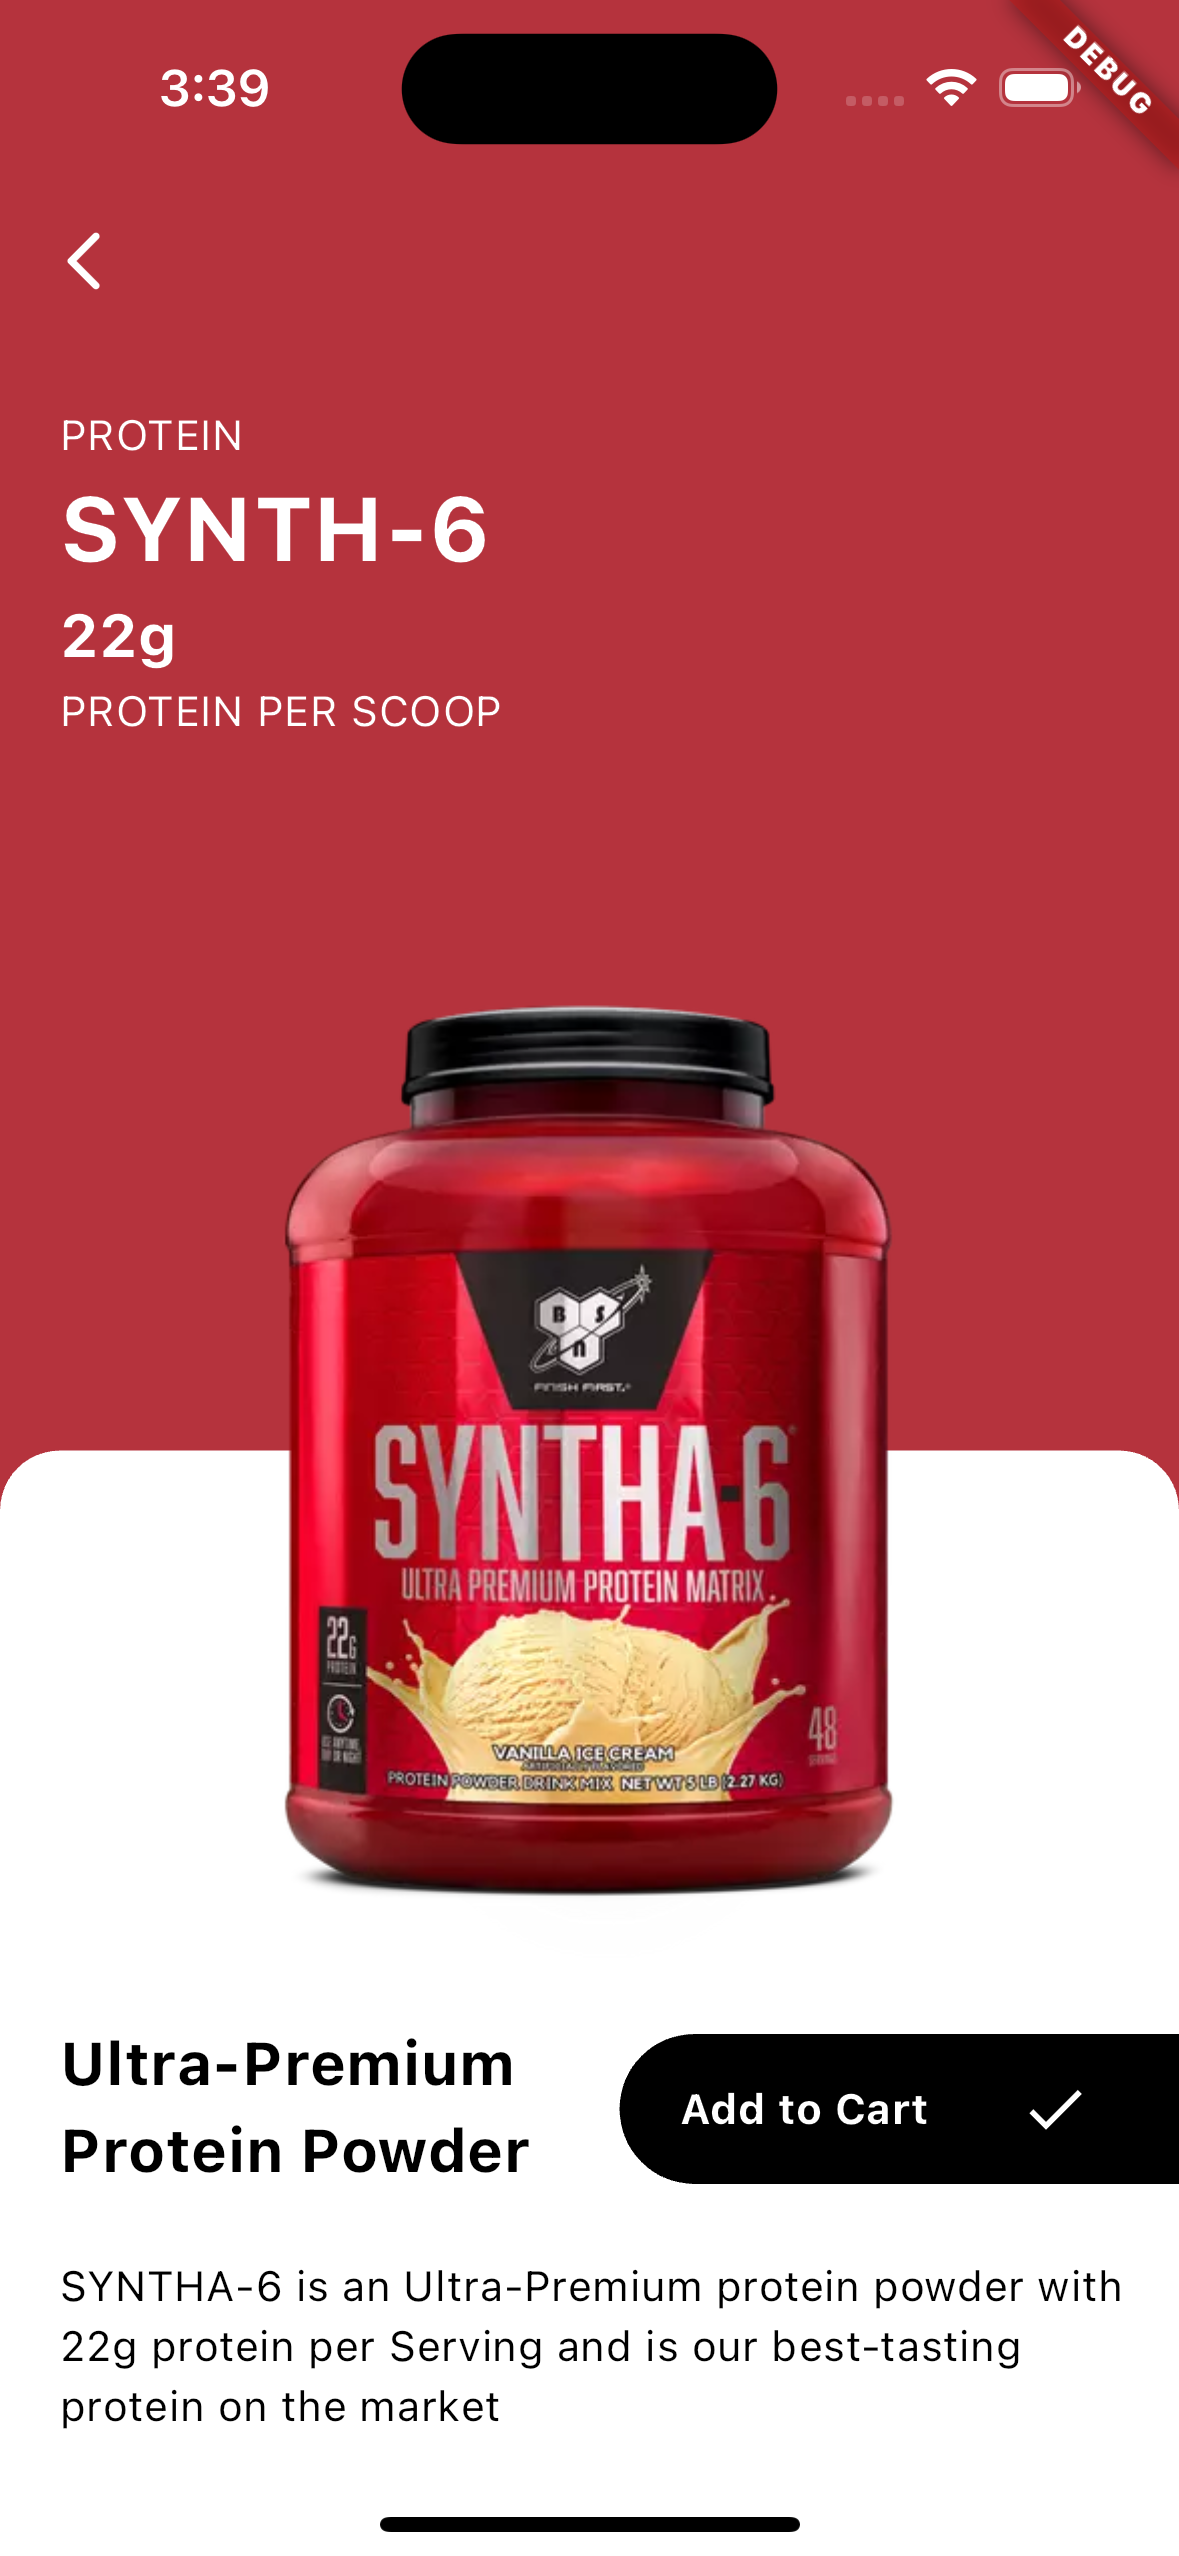 3:39
DEBUG
PROTEIN
SYNTH-6
22g
PROTEIN PER SCOOP
B S
n
FINISH FIRST.®
SYNTHA-6
ULTRA PREMIUM PROTEIN MATRIX
22G
PROTEIN
48
VANILLA ICE CREAM
PROTEIN POWDER DRINK MIX NET WT 5 LB (2.27 KG)
Ultra-Premium
Protein Powder
Add to Cart
SYNTHA-6 is an Ultra-Premium protein powder with
22g protein per Serving and is our best-tasting
protein on the market